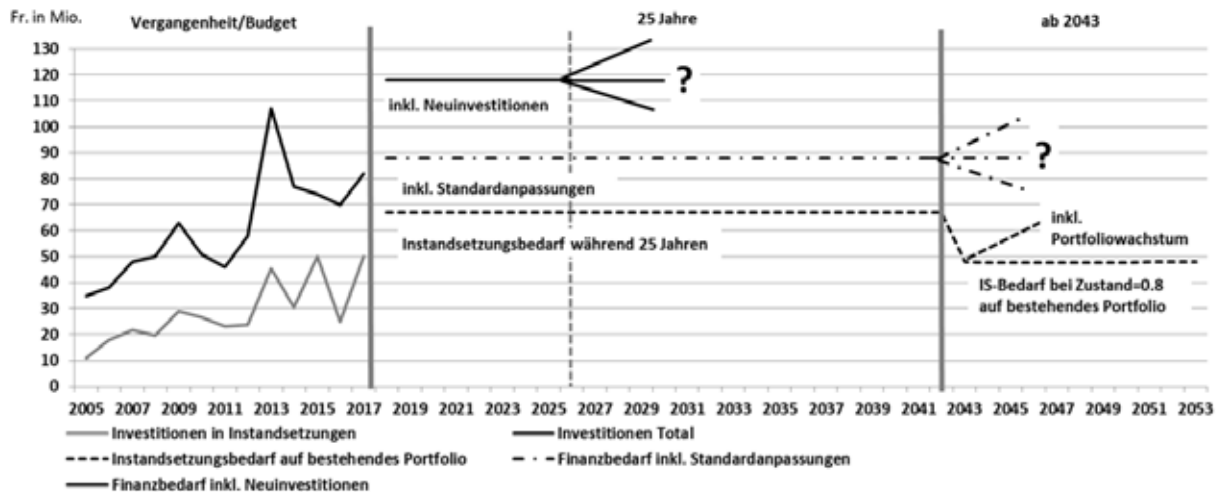 Fr. in Mio.
Vergangenheit/Budget
25 Jahre
ab 2043
130
120
110
100
90
80
70
60
50
40
30
20
10
0
inkl. Neuinvestitionen
?
inkl. Standardanpassungen
?
Instandsetzungsbedarf während 25 Jahren
inkl.
Portfoliowachstum
IS-Bedarf bei Zustand=0.8
auf bestehendes Portfolio
2005 2007 2009 2011 2013 2015 2017 2019 2021 2023 2025 2027 2029 2031 2033 2035 2037 2039 2041 2043 2045 2047 2049 2051 2053
Investitionen in Instandsetzungen
Investitionen Total
Instandsetzungsbedarf auf bestehendes Portfolio
Finanzbedarf inkl. Standardanpassungen
Finanzbedarf inkl. Neuinvestitionen